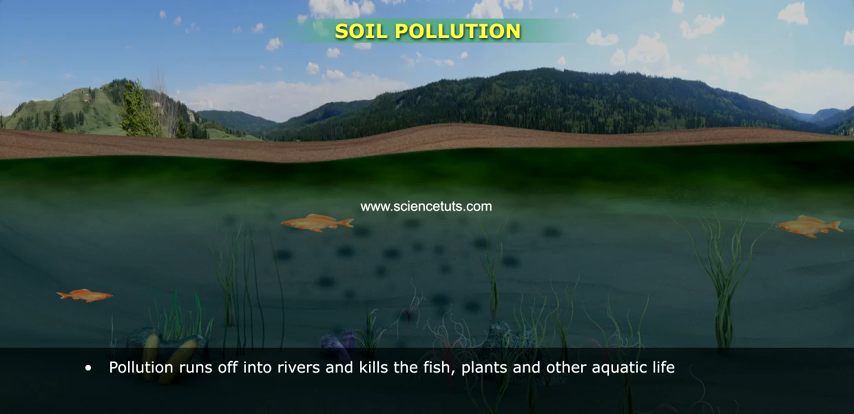 SOIL POLLUTION
www.sciencetuts.com
• Pollution runs off into rivers and kills the fish, plants and other aquatic life